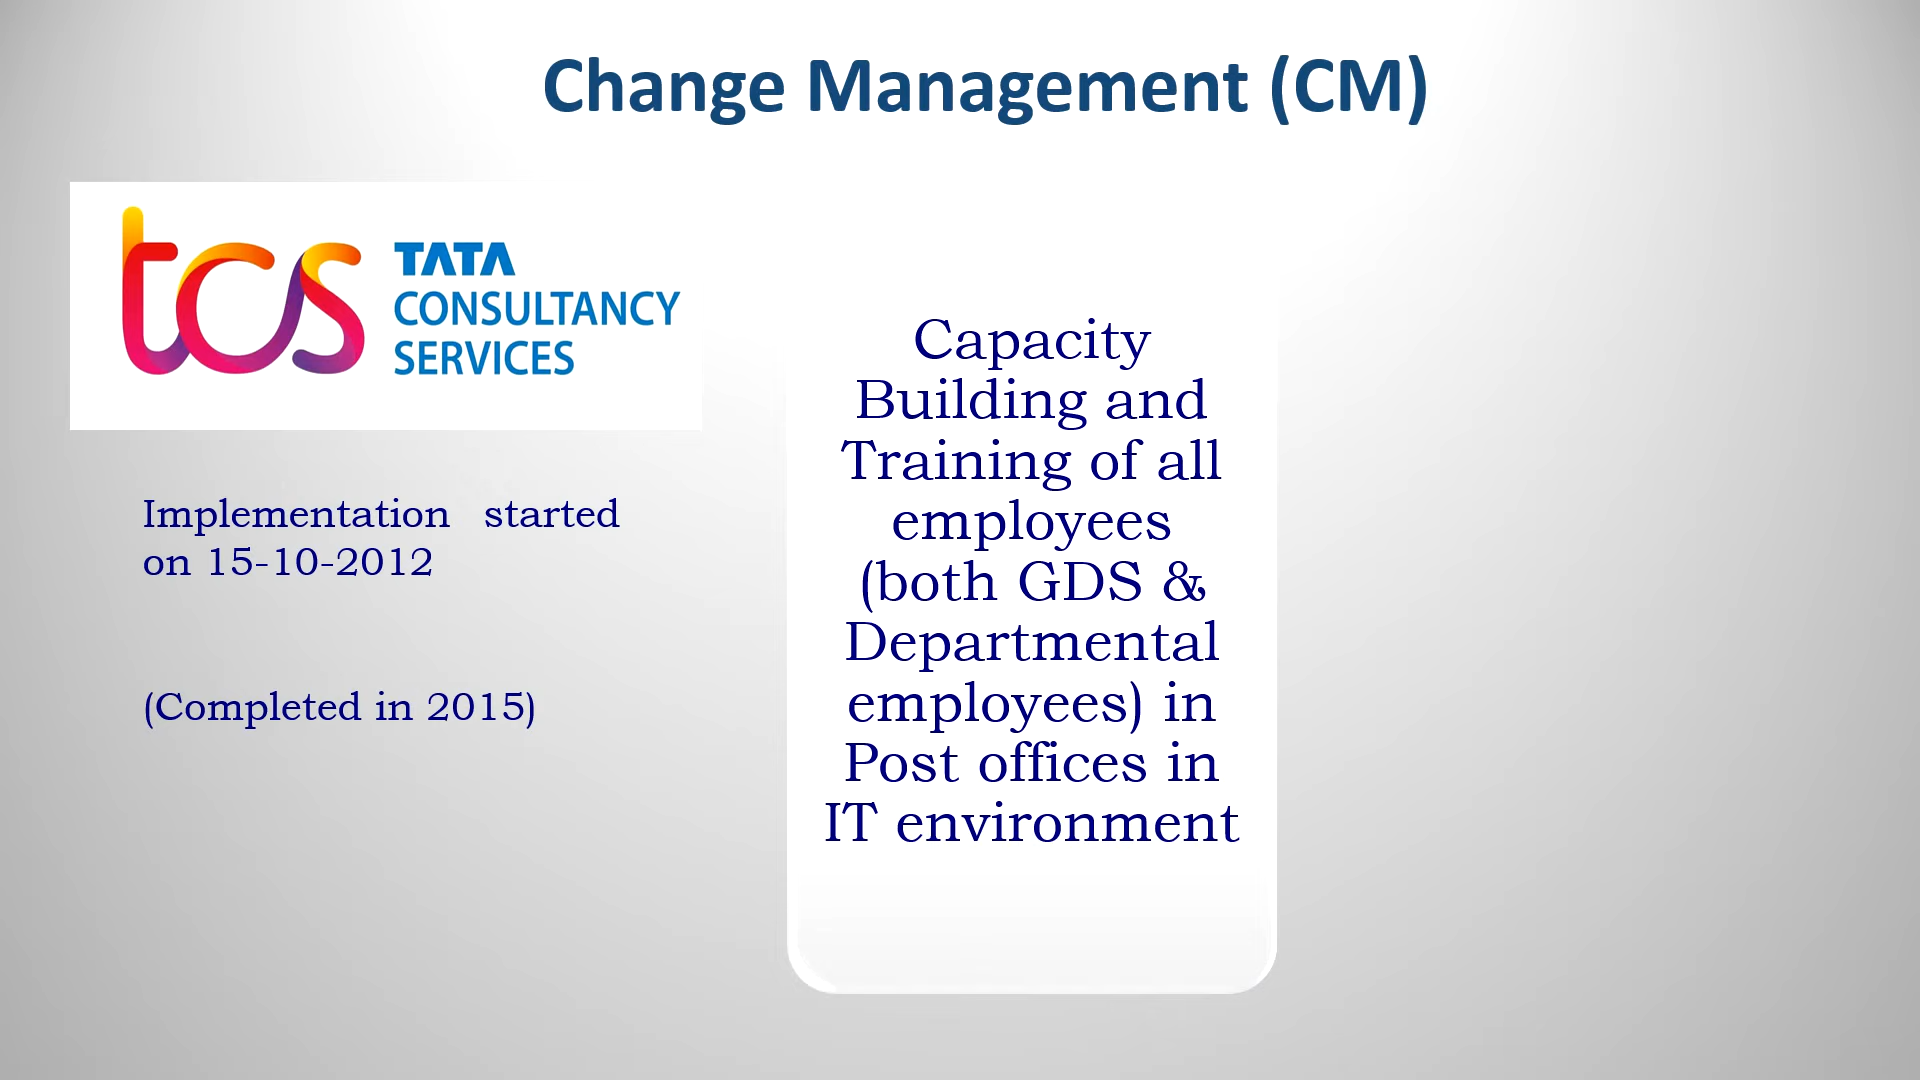 Change Management (CM)
tcs
TATA
CONSULTANCY
SERVICES
Implementation started
on 15-10-2012
(Completed in 2015)
Capacity
Building and
Training of all
employees
(both GDS &
Departmental
employees) in
Post offices in
IT environment